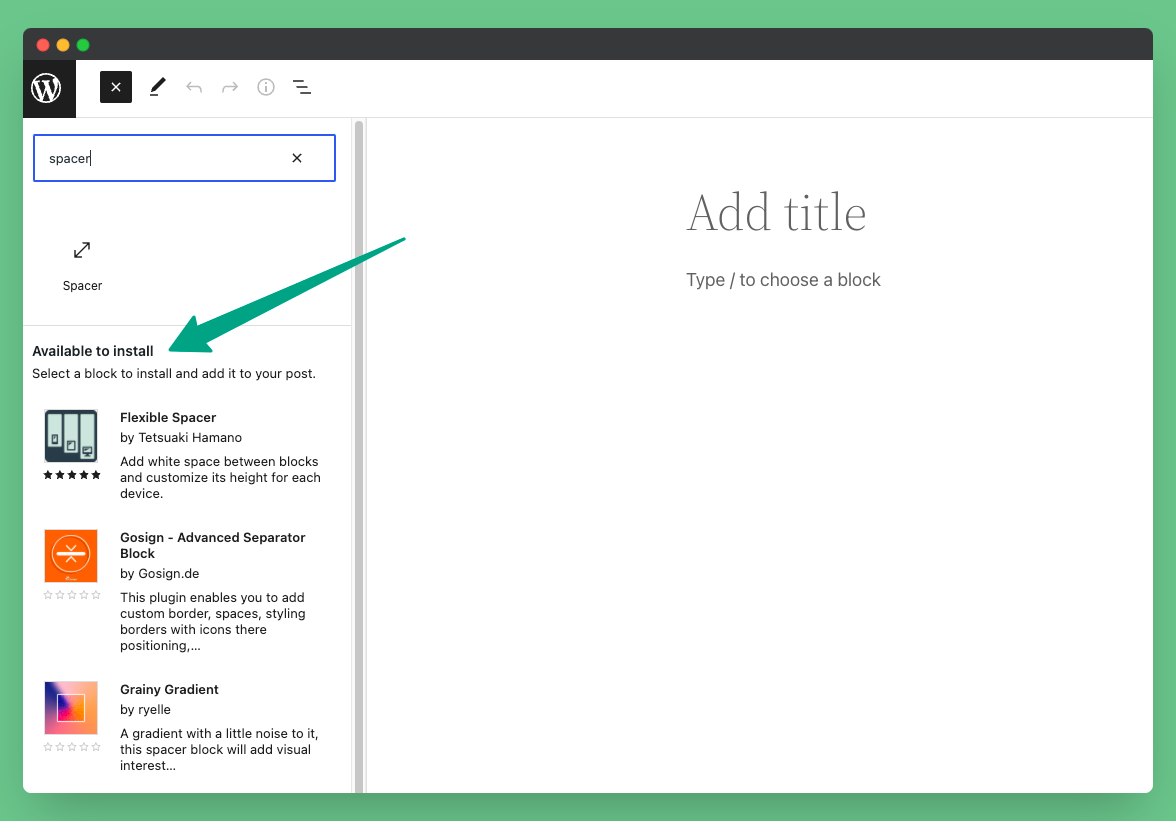 spacer
Spacer
Available to install
Select a block to install and add it to your post.
Flexible Spacer
by Tetsuaki Hamano
Add white space between blocks
and customize its height for each
device.
Gosign - Advanced Separator
Block
by Gosign.de
This plugin enables you to add
custom border, spaces, styling
borders with icons there
positioning,...
Grainy Gradient
by ryelle
A gradient with a little noise to it,
this spacer block will add visual
interest...
Add title
Type / to choose a block